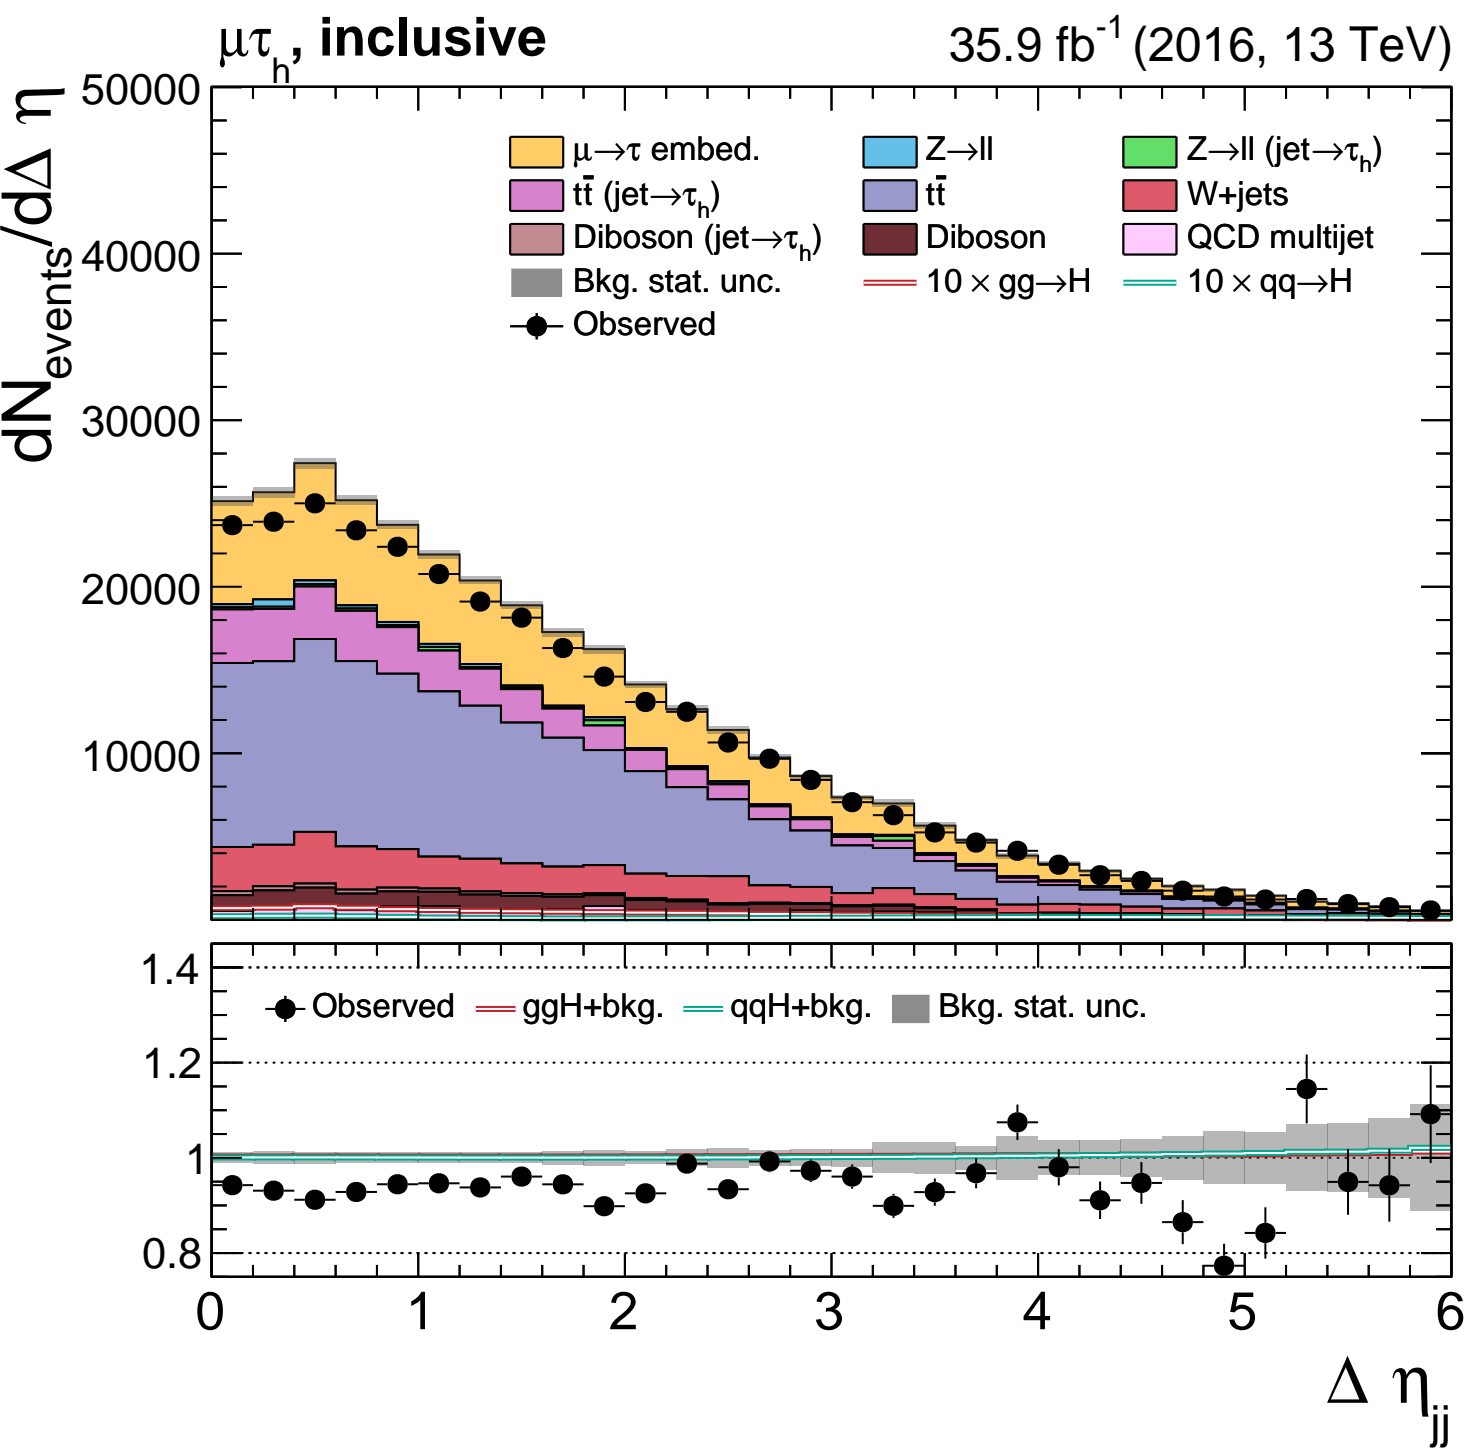 μτh, inclusive 35.9 fb-1 (2016, 13 TeV)
dNevents/dΔ η
50000
40000
30000
20000
10000
μ→τ embed. Z→ll Z→ll (jet→τh)
tt̄ (jet→τh) tt̄ W+jets
Diboson (jet→τh) Diboson QCD multijet
Bkg. stat. unc. 10 × gg→H 10 × qq→H
Observed
1.4
1.2
1
0.8
Observed ggH+bkg. qqH+bkg. Bkg. stat. unc.
0 1 2 3 4 5 6
Δ ηjj